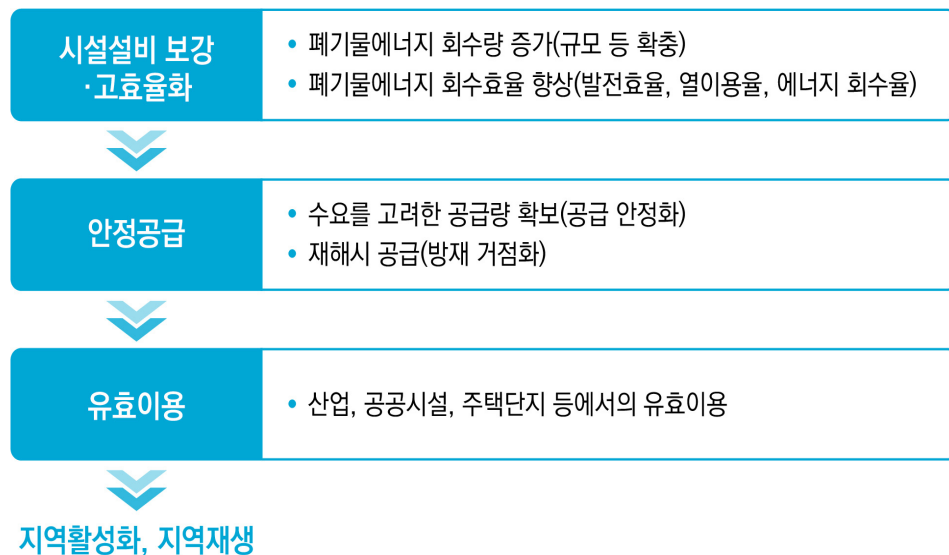 시설설비 보강
·고효율화
• 폐기물에너지 회수량 증가(규모 등 확충)
• 폐기물에너지 회수효율 향상(발전효율, 열이용율, 에너지 회수율)
안정공급
• 수요를 고려한 공급량 확보(공급 안정화)
• 재해시 공급(방재 거점화)
유효이용
• 산업, 공공시설, 주택단지 등에서의 유효이용
지역활성화, 지역재생